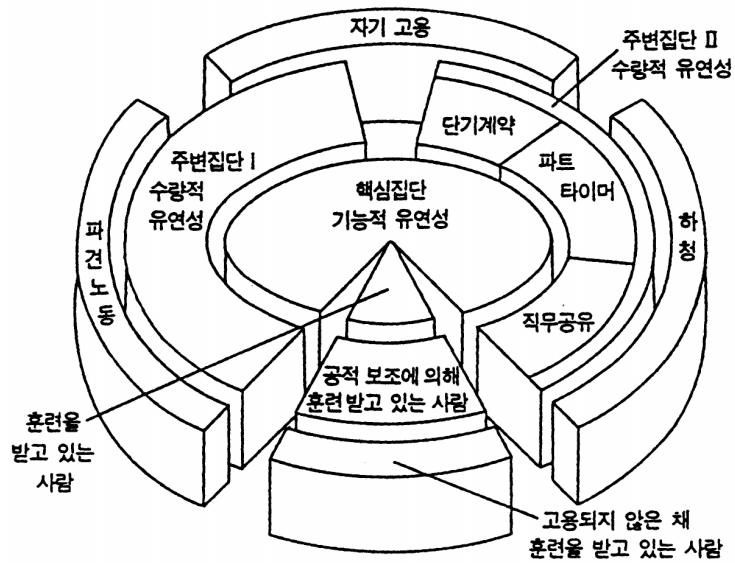 자기 고용
주변집단 Ⅱ
수량적 유연성
단기계약
파트
타이머
주변집단 Ⅰ
수량적
유연성
핵심집단
기능적 유연성
파견노동
하청
직무공유
공적 보조에 의해
훈련받고 있는 사람
훈련을
받고 있는
사람
고용되지 않은 채
훈련을 받고 있는 사람